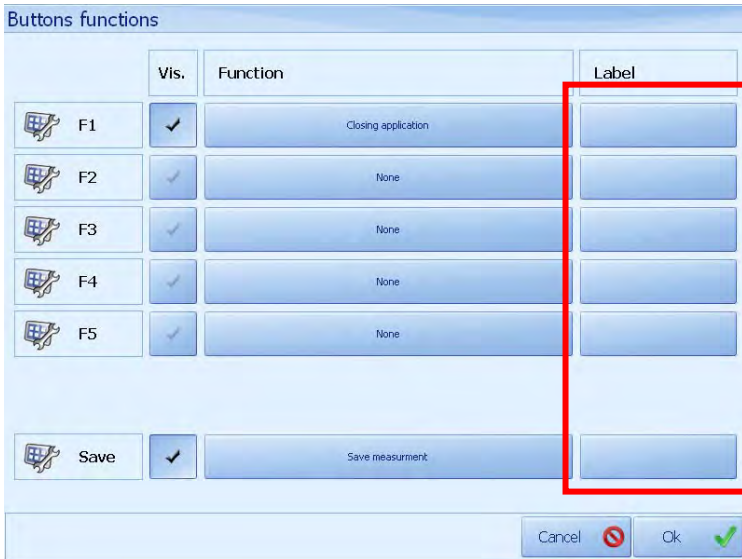 Buttons functions
Vis. Function Label
F1 Closing application
F2 None
F3 None
F4 None
F5 None
Save Save measurment
Cancel Ok